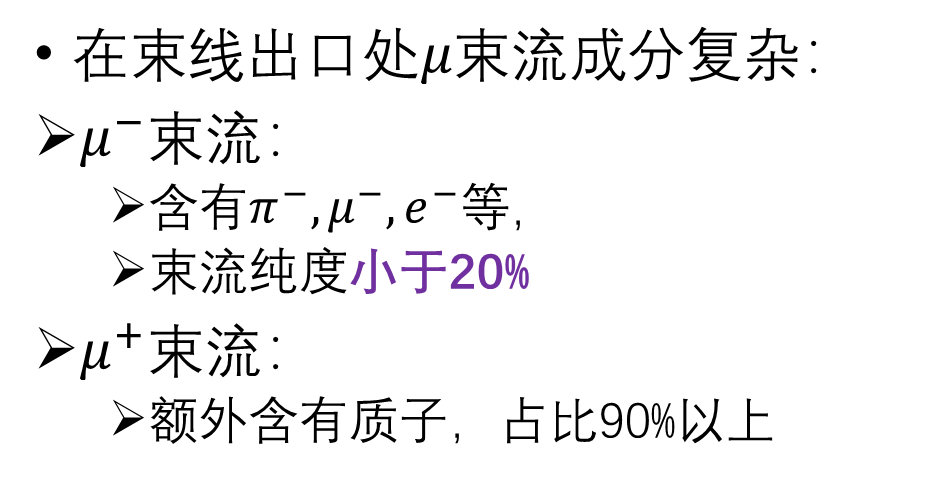 • 在束线出口处μ束流成分复杂：
➢μ⁻束流：
➢含有π⁻,μ⁻,e⁻等,
➢束流纯度小于20%
➢μ⁺束流：
➢额外含有质子，占比90%以上